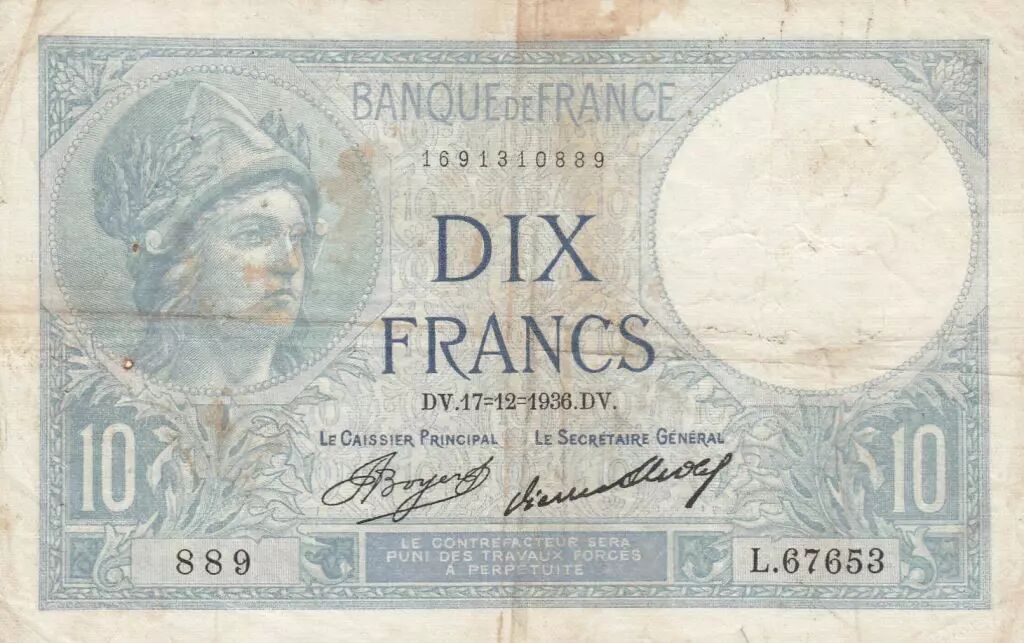 BANQUE DE FRANCE
1691310889
DIX
FRANCS
DV.17=12=1936.DV.
LE CAISSIER PRINCIPAL LE SECRÉTAIRE GÉNÉRAL
Boyer
10 10
889 LE CONTREFACTEUR SERA L.67653
PUNI DES TRAVAUX FORCÉS
À PERPÉTUITÉ